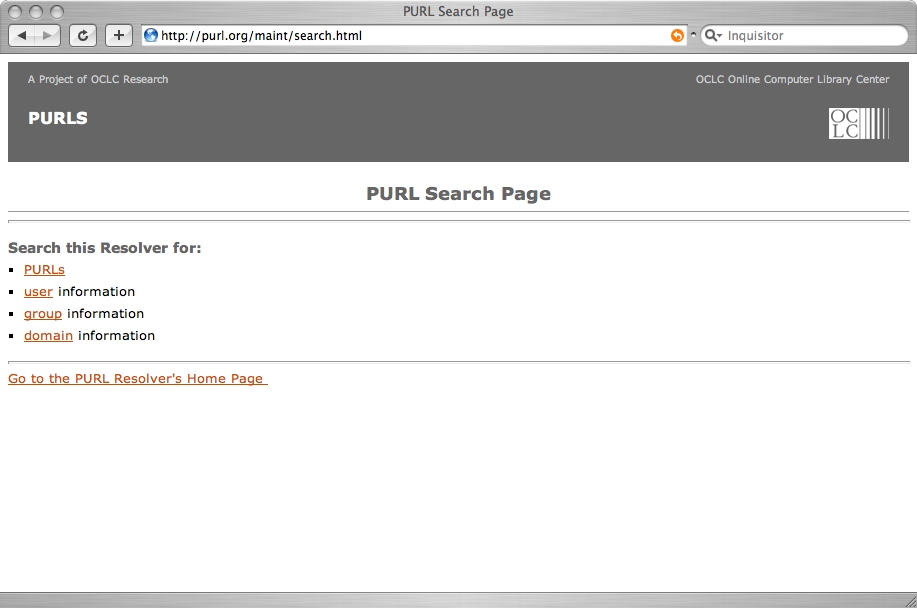 PURL Search Page
http://purl.org/maint/search.html
Inquisitor
A Project of OCLC Research
OCLC Online Computer Library Center
PURLS
OC
LC
PURL Search Page
Search this Resolver for:
PURLs
user information
group information
domain information
Go to the PURL Resolver's Home Page